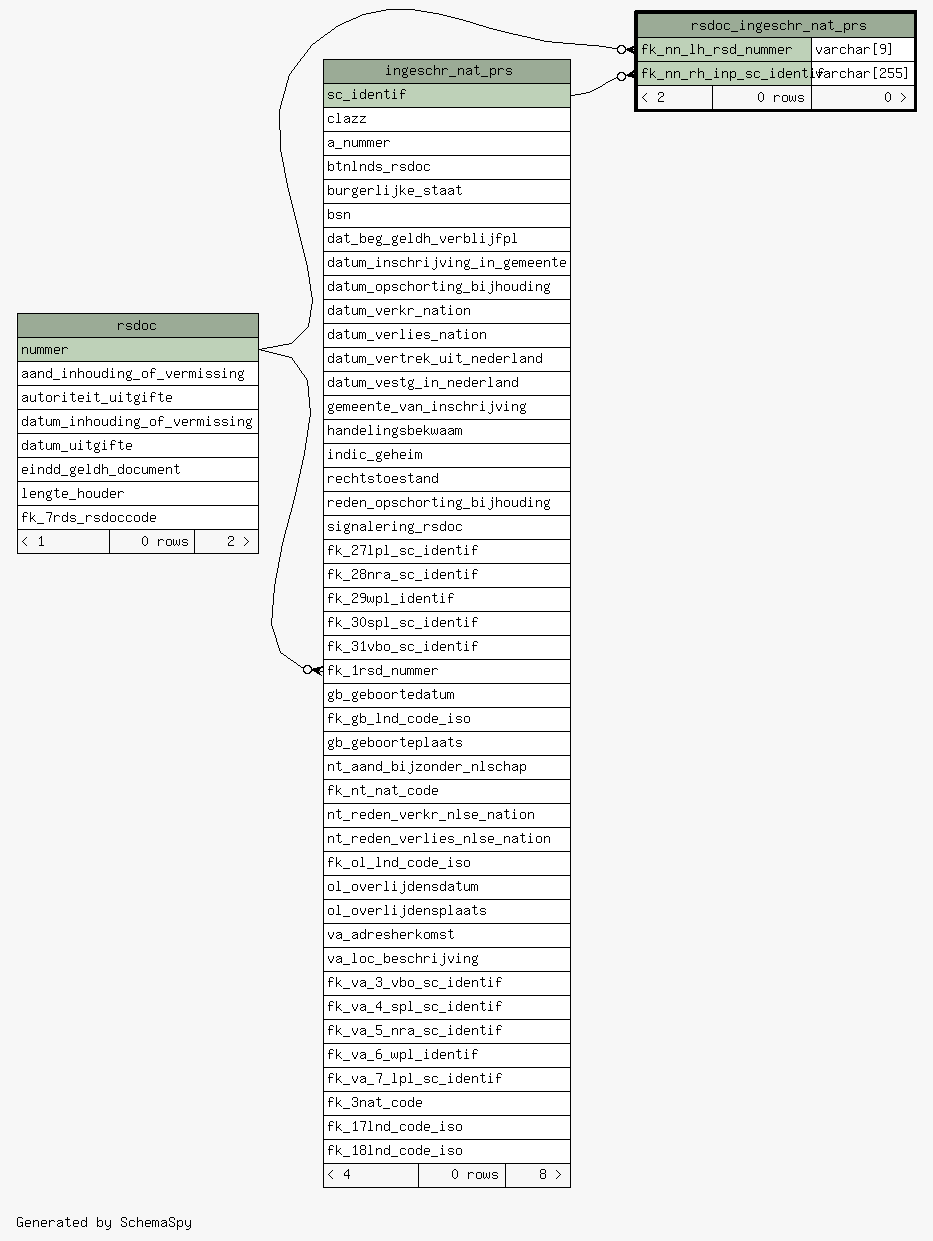 rsdoc_ingeschr_nat_prs
fk_nn_lh_rsd_nummer varchar[9]
fk_nn_rh_inp_sc_identif varchar[255]
< 2 0 rows 0 >
ingeschr_nat_prs
sc_identif
clazz
a_nummer
btnlnds_rsdoc
burgerlijke_staat
bsn
dat_beg_geldh_verblijfpl
datum_inschrijving_in_gemeente
datum_opschorting_bijhouding
datum_verkr_nation
datum_verlies_nation
datum_vertrek_uit_nederland
datum_vestg_in_nederland
gemeente_van_inschrijving
handelingsbekwaam
indic_geheim
rechtstoestand
reden_opschorting_bijhouding
signalering_rsdoc
fk_27lpl_sc_identif
fk_28nra_sc_identif
fk_29wpl_identif
fk_30spl_sc_identif
fk_31vbo_sc_identif
fk_1rsd_nummer
gb_geboortedatum
fk_gb_lnd_code_iso
gb_geboorteplaats
nt_aand_bijzonder_nlschap
fk_nt_nat_code
nt_reden_verkr_nlse_nation
nt_reden_verlies_nlse_nation
fk_ol_lnd_code_iso
ol_overlijdensdatum
ol_overlijdensplaats
va_adresherkomst
va_loc_beschrijving
fk_va_3_vbo_sc_identif
fk_va_4_spl_sc_identif
fk_va_5_nra_sc_identif
fk_va_6_wpl_identif
fk_va_7_lpl_sc_identif
fk_3nat_code
fk_17lnd_code_iso
fk_18lnd_code_iso
< 4 0 rows 8 >
rsdoc
nummer
aand_inhouding_of_vermissing
autoriteit_uitgifte
datum_inhouding_of_vermissing
datum_uitgifte
eindd_geldh_document
lengte_houder
fk_7rds_rsdoccode
< 1 0 rows 2 >
Generated by SchemaSpy